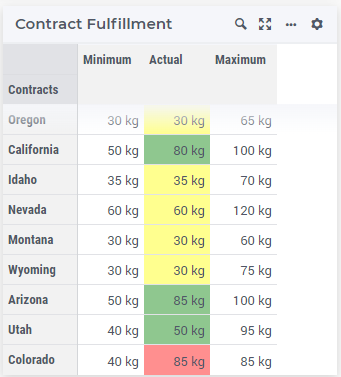 Contract Fulfillment
Minimum Actual Maximum
Contracts
Oregon 30 kg 30 kg 65 kg
California 50 kg 80 kg 100 kg
Idaho 35 kg 35 kg 70 kg
Nevada 60 kg 60 kg 120 kg
Montana 30 kg 30 kg 60 kg
Wyoming 30 kg 30 kg 75 kg
Arizona 50 kg 85 kg 100 kg
Utah 40 kg 50 kg 95 kg
Colorado 40 kg 85 kg 85 kg